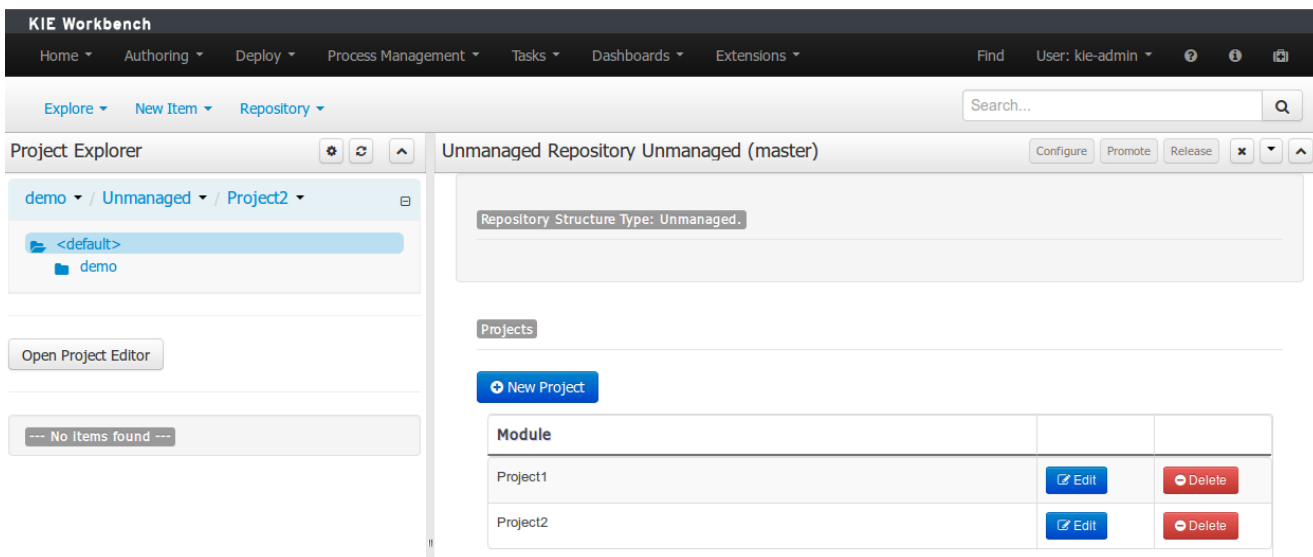 KIE Workbench
Home Authoring Deploy Process Management Tasks Dashboards Extensions Find User: kie-admin
Explore New Item Repository Search...
Project Explorer
demo / Unmanaged / Project2
<default>
demo
Open Project Editor
--- No items found ---
Unmanaged Repository Unmanaged (master) Configure Promote Release
Repository Structure Type: Unmanaged.
Projects
New Project
Module
Project1 Edit Delete
Project2 Edit Delete